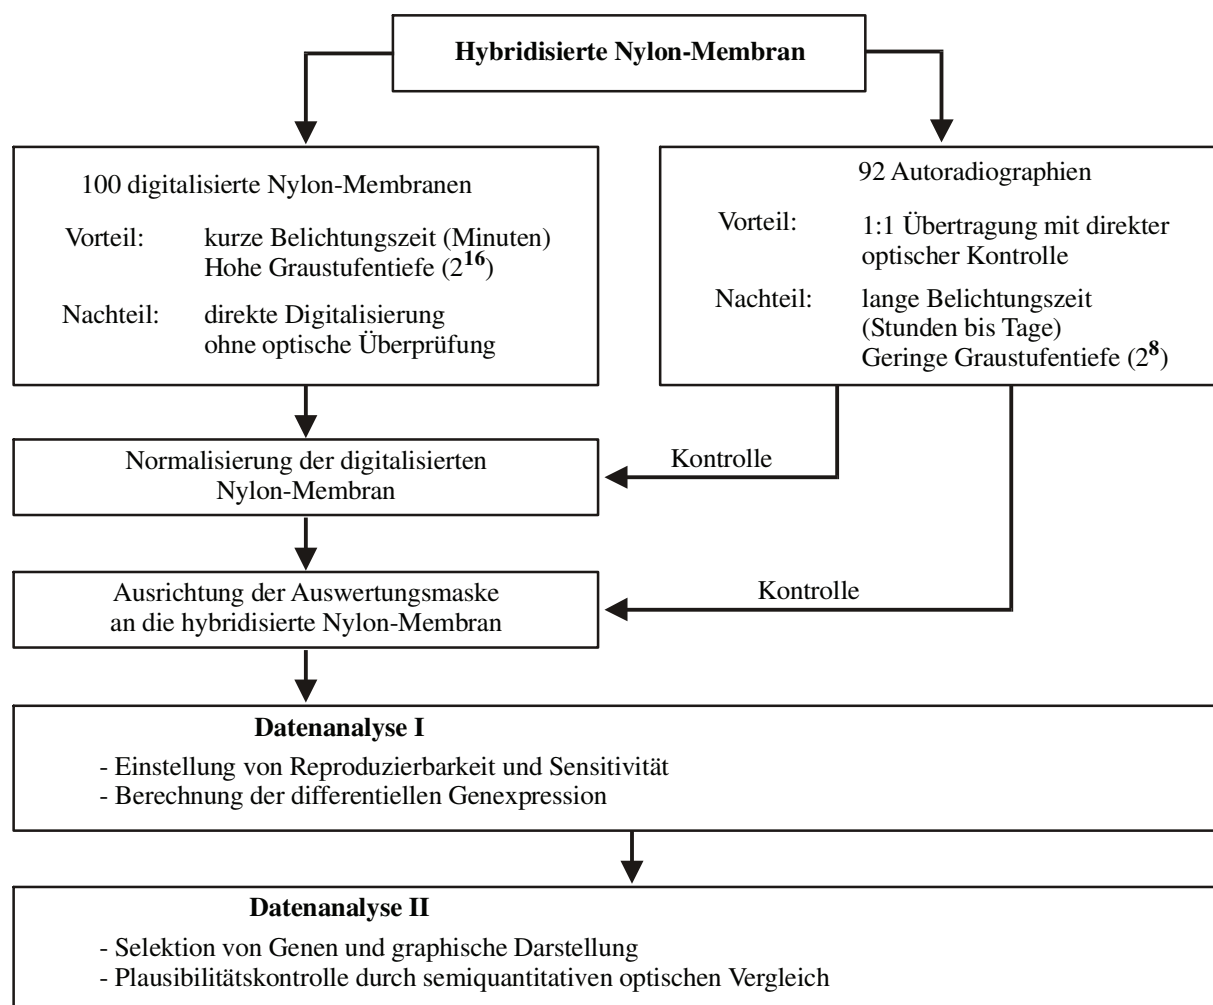 Hybridisierte Nylon-Membran
100 digitalisierte Nylon-Membranen
Vorteil: kurze Belichtungszeit (Minuten)
Hohe Graustufentiefe (2^16)
Nachteil: direkte Digitalisierung
ohne optische Überprüfung
92 Autoradiographien
Vorteil: 1:1 Übertragung mit direkter
optischer Kontrolle
Nachteil: lange Belichtungszeit
(Stunden bis Tage)
Geringe Graustufentiefe (2^8)
Normalisierung der digitalisierten
Nylon-Membran
Kontrolle
Ausrichtung der Auswertungsmaske
an die hybridisierte Nylon-Membran
Kontrolle
Datenanalyse I
- Einstellung von Reproduzierbarkeit und Sensitivität
- Berechnung der differentiellen Genexpression
Datenanalyse II
- Selektion von Genen und graphische Darstellung
- Plausibilitätskontrolle durch semiquantitativen optischen Vergleich